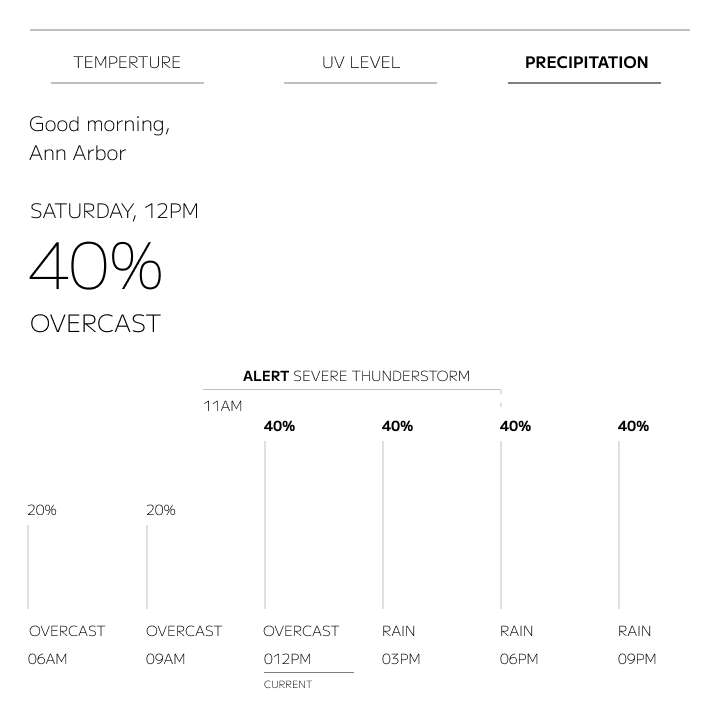 TEMPERTURE UV LEVEL PRECIPITATION
Good morning,
Ann Arbor
SATURDAY, 12PM
40%
OVERCAST
ALERT SEVERE THUNDERSTORM
11AM
40% 40% 40% 40%
20% 20%
OVERCAST OVERCAST OVERCAST RAIN RAIN RAIN
06AM 09AM 012PM 03PM 06PM 09PM
CURRENT